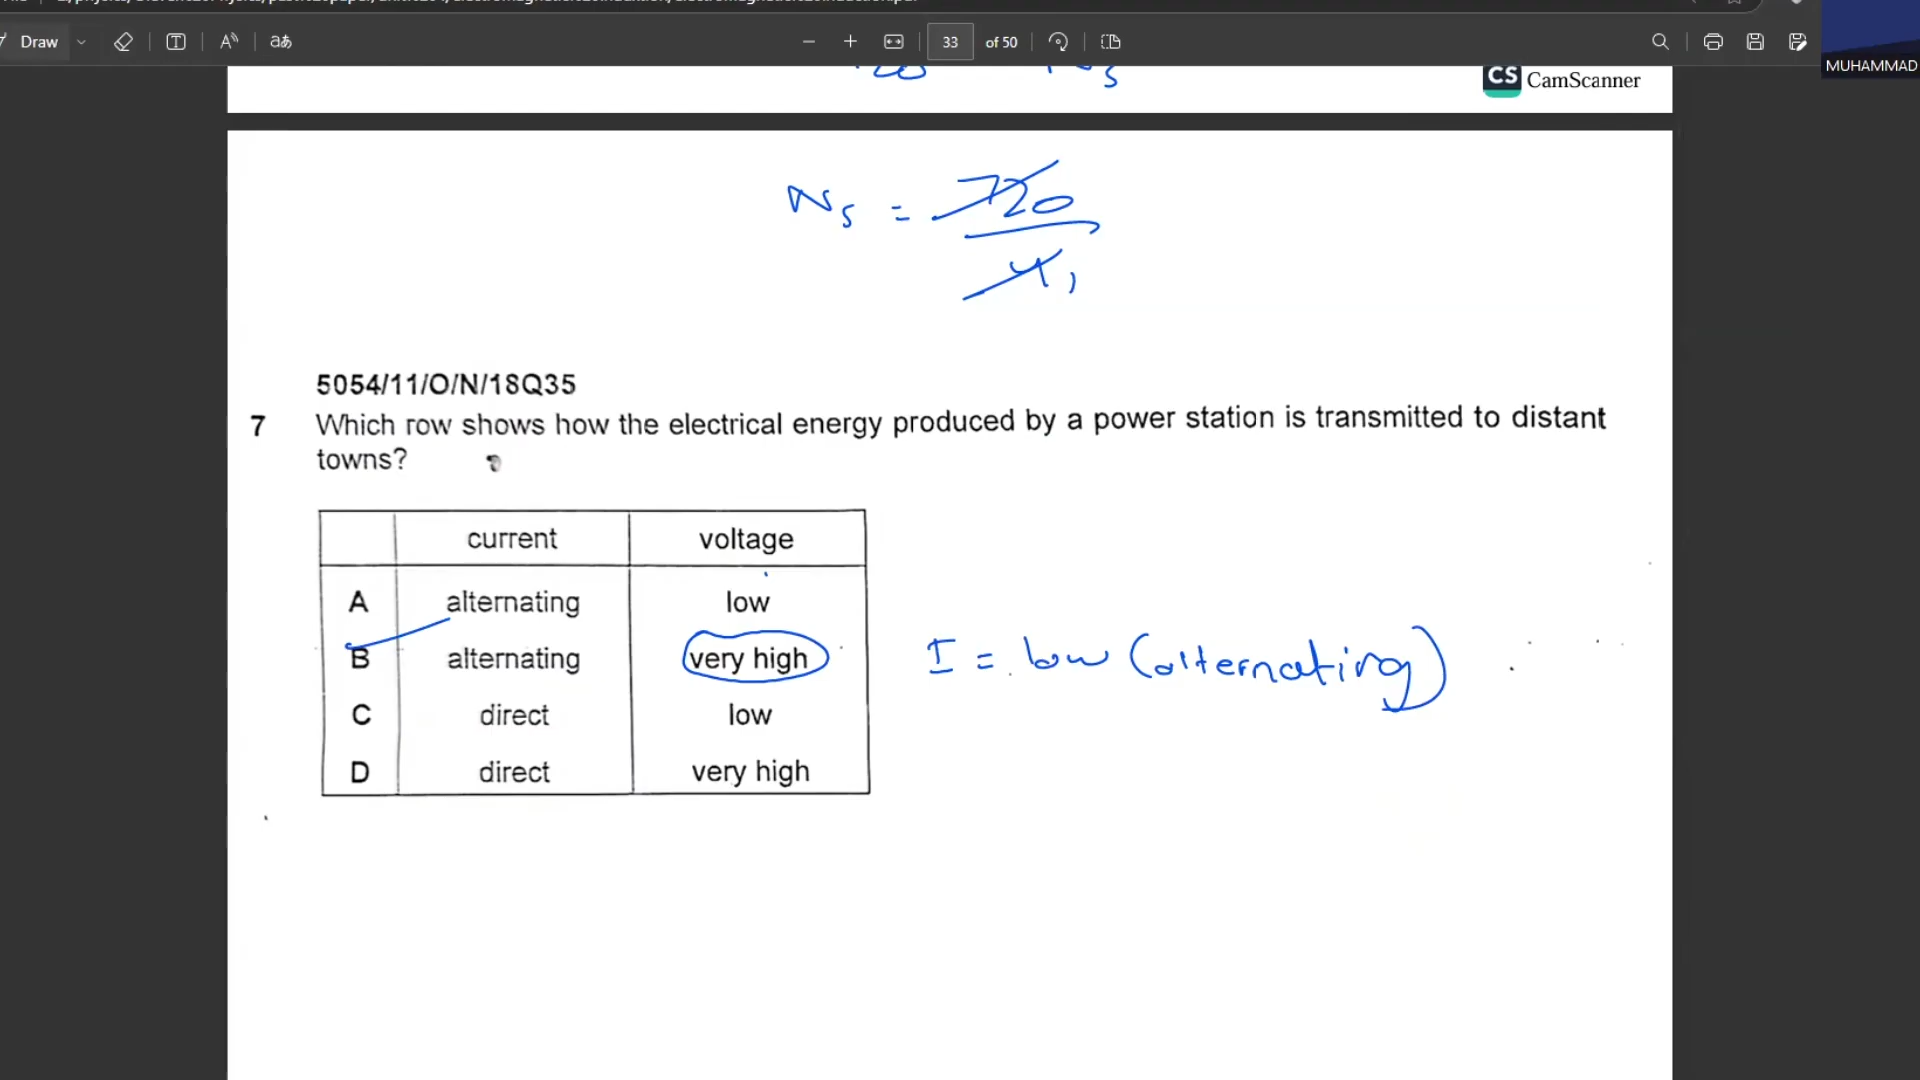 Draw
33 of 50
MUHAMMAD
CS CamScanner
Ns = 720
4
5054/11/O/N/18Q35
7 Which row shows how the electrical energy produced by a power station is transmitted to distant
towns?
current voltage
A alternating low
B alternating very high
I = low (alternating)
C direct low
D direct very high